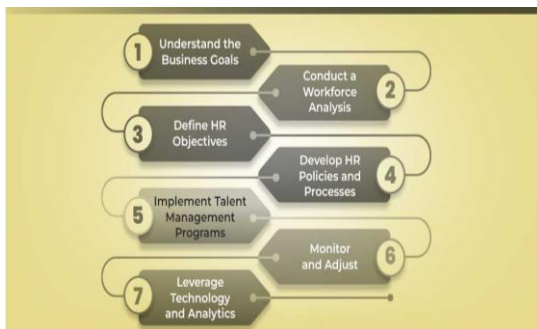 1
Understand the
Business Goals
Conduct a
Workforce
Analysis
2
3
Define HR
Objectives
Develop HR
Policies and
Processes
4
5
Implement Talent
Management
Programs
Monitor
and Adjust
6
7
Leverage
Technology
and Analytics